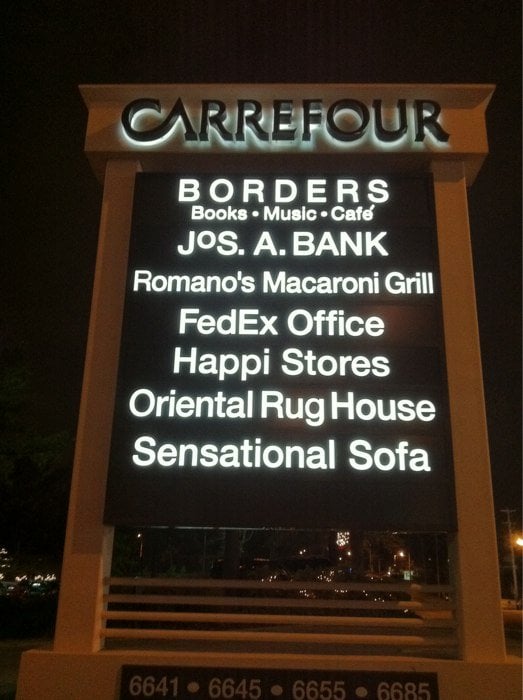 CARREFOUR
BORDERS
Books • Music • Café
JoS. A. BANK
Romano's Macaroni Grill
FedEx Office
Happi Stores
Oriental Rug House
Sensational Sofa
6641 • 6645 • 6655 • 6685